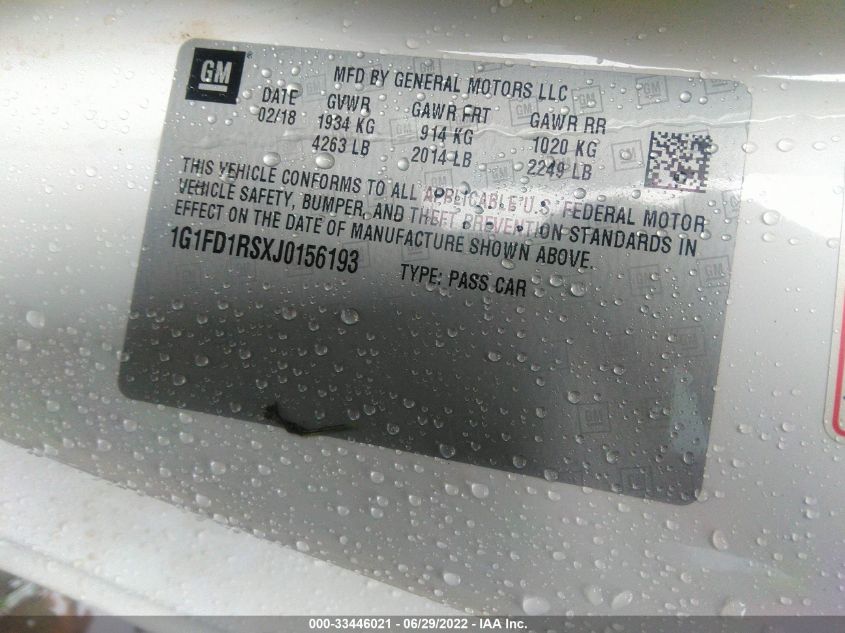 GM
MFD BY GENERAL MOTORS LLC
DATE GVWR GAWR FRT GAWR RR
02/18 1934 KG 914 KG 1020 KG
4263 LB 2014 LB 2249 LB
THIS VEHICLE CONFORMS TO ALL APPLICABLE U.S. FEDERAL MOTOR
VEHICLE SAFETY, BUMPER, AND THEFT PREVENTION STANDARDS IN
EFFECT ON THE DATE OF MANUFACTURE SHOWN ABOVE.
1G1FD1RSXJ0156193
TYPE: PASS CAR
000-33446021 - 06/29/2022 - IAA Inc.